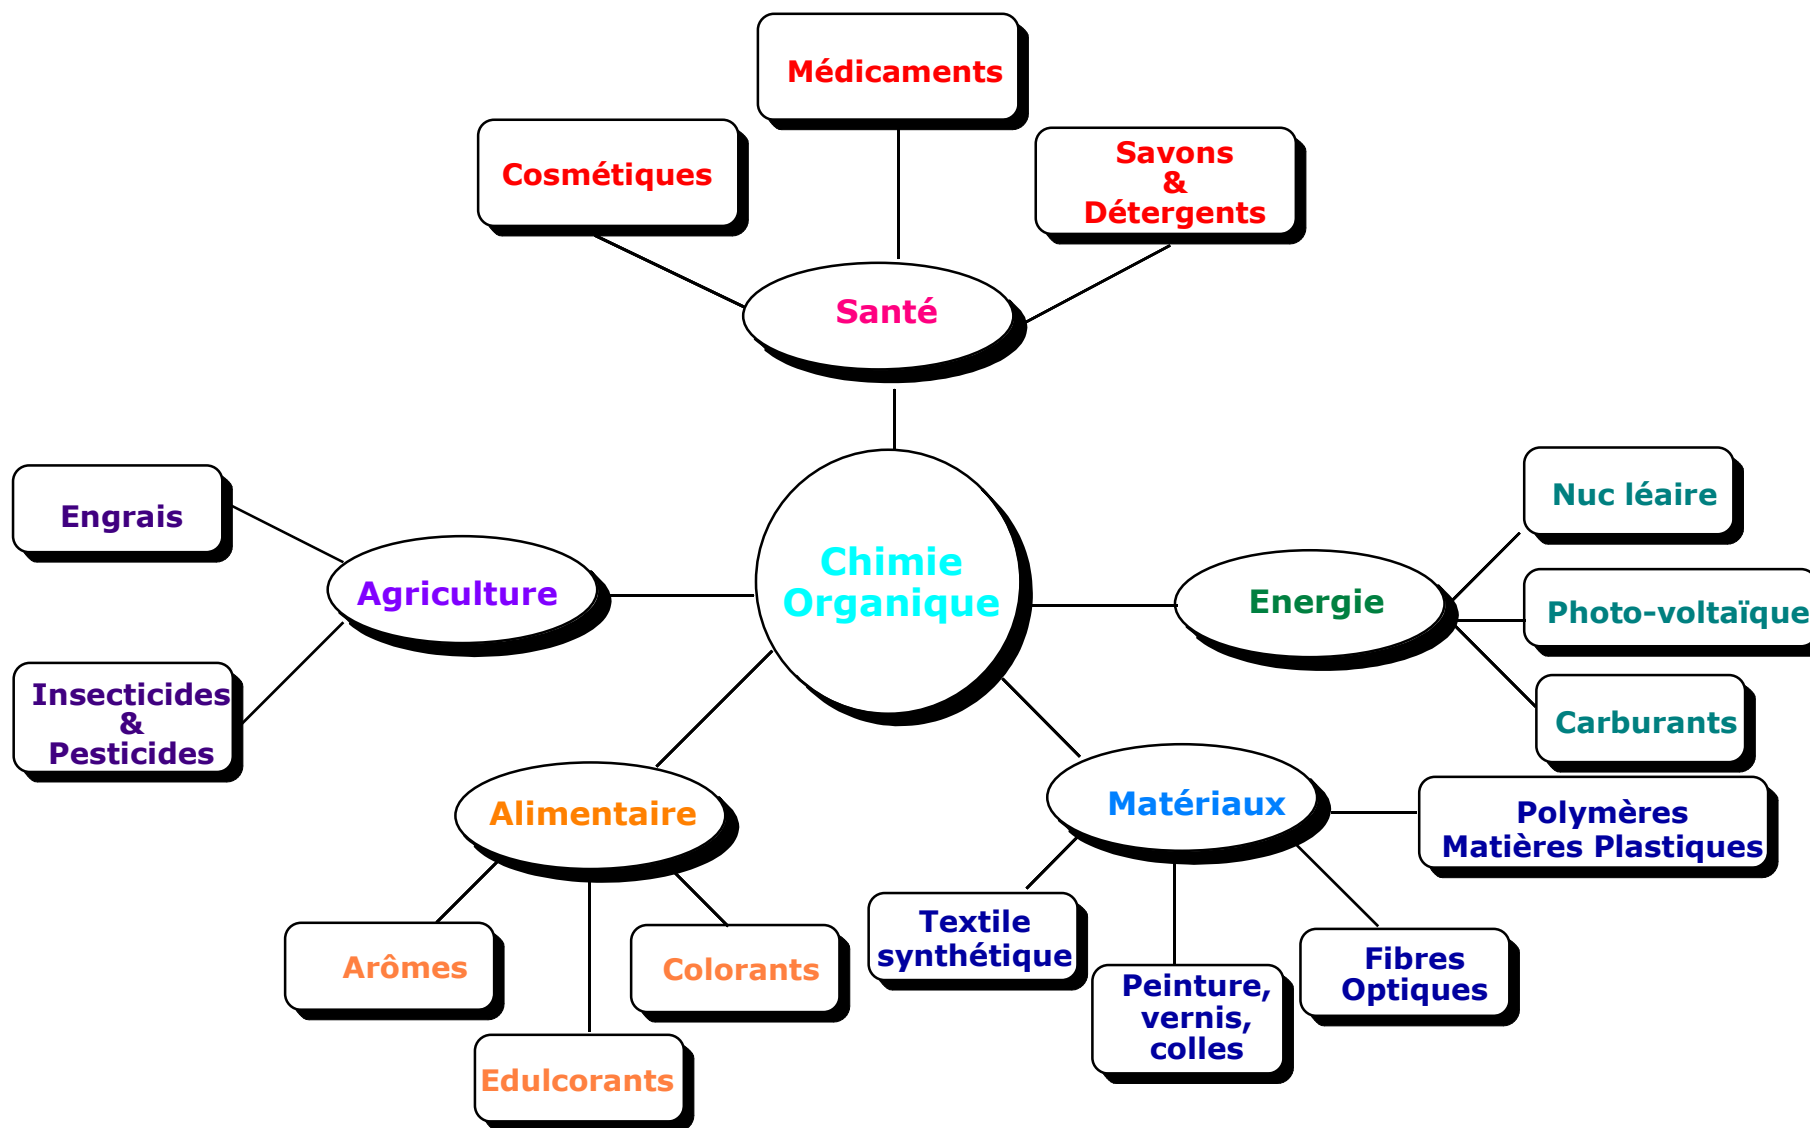 Médicaments
Cosmétiques
Savons
&
Détergents
Santé
Engrais
Agriculture
Insecticides
&
Pesticides
Chimie
Organique
Energie
Nuc léaire
Photo-voltaïque
Carburants
Alimentaire
Arômes
Edulcorants
Colorants
Matériaux
Polymères
Matières Plastiques
Textile
synthétique
Peinture,
vernis,
colles
Fibres
Optiques